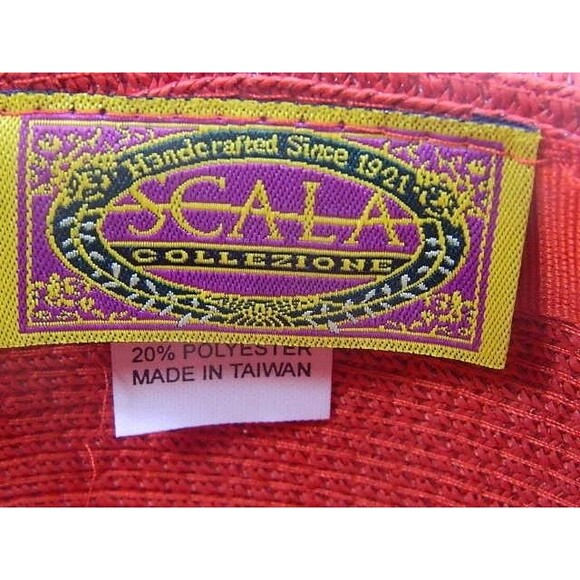 Handcrafted Since 1921
SCALA
COLLEZIONE
20% POLYESTER
MADE IN TAIWAN